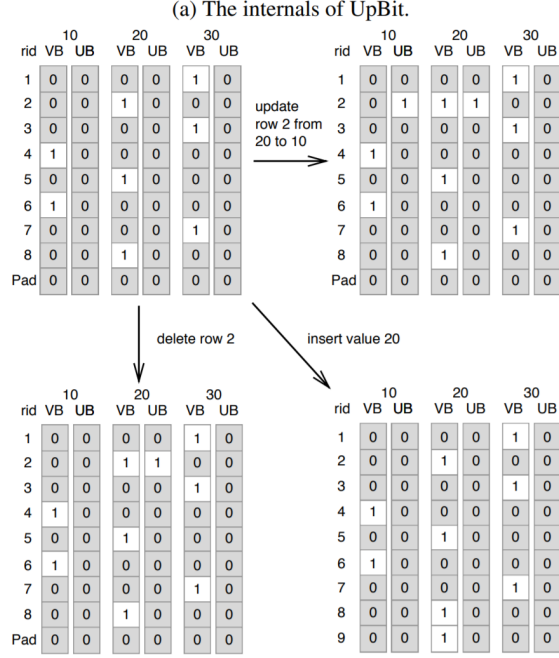 (a) The internals of UpBit.
10 20 30
rid VB UB VB UB VB UB
1 0 0 0 0 1 0
2 0 0 1 0 0 0
3 0 0 0 0 1 0
4 1 0 0 0 0 0
5 0 0 1 0 0 0
6 1 0 0 0 0 0
7 0 0 0 0 1 0
8 0 0 1 0 0 0
Pad 0 0 0 0 0 0
update
row 2 from
20 to 10
10 20 30
rid VB UB VB UB VB UB
1 0 0 0 0 1 0
2 0 1 1 1 0 0
3 0 0 0 0 1 0
4 1 0 0 0 0 0
5 0 0 1 0 0 0
6 1 0 0 0 0 0
7 0 0 0 0 1 0
8 0 0 1 0 0 0
Pad 0 0 0 0 0 0
delete row 2
insert value 20
10 20 30
rid VB UB VB UB VB UB
1 0 0 0 0 1 0
2 0 0 1 1 0 0
3 0 0 0 0 1 0
4 1 0 0 0 0 0
5 0 0 1 0 0 0
6 1 0 0 0 0 0
7 0 0 0 0 1 0
8 0 0 1 0 0 0
Pad 0 0 0 0 0 0
10 20 30
rid VB UB VB UB VB UB
1 0 0 0 0 1 0
2 0 0 1 0 0 0
3 0 0 0 0 1 0
4 1 0 0 0 0 0
5 0 0 1 0 0 0
6 1 0 0 0 0 0
7 0 0 0 0 1 0
8 0 0 1 0 0 0
9 0 0 1 0 0 0